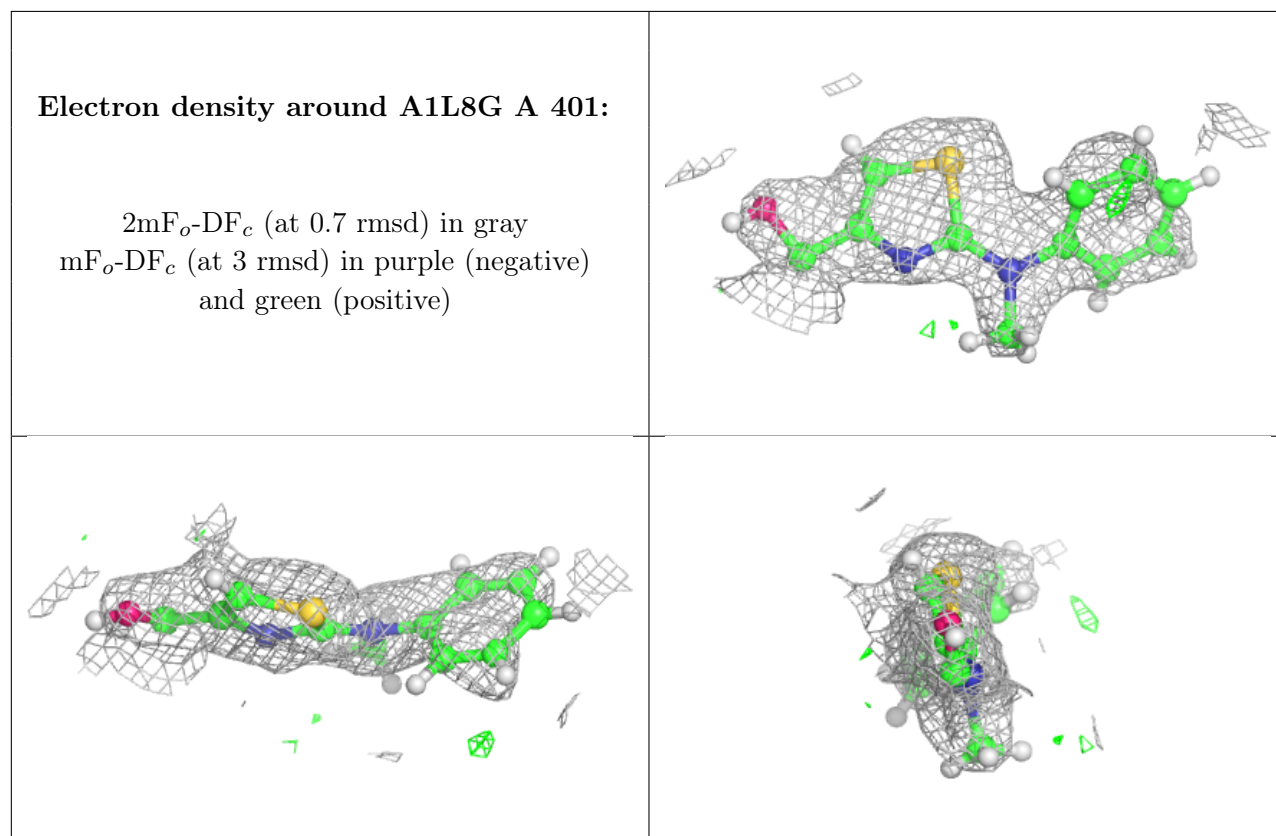 Electron density around A1L8G A 401:
2mFo-DFc (at 0.7 rmsd) in gray
mFo-DFc (at 3 rmsd) in purple (negative)
and green (positive)